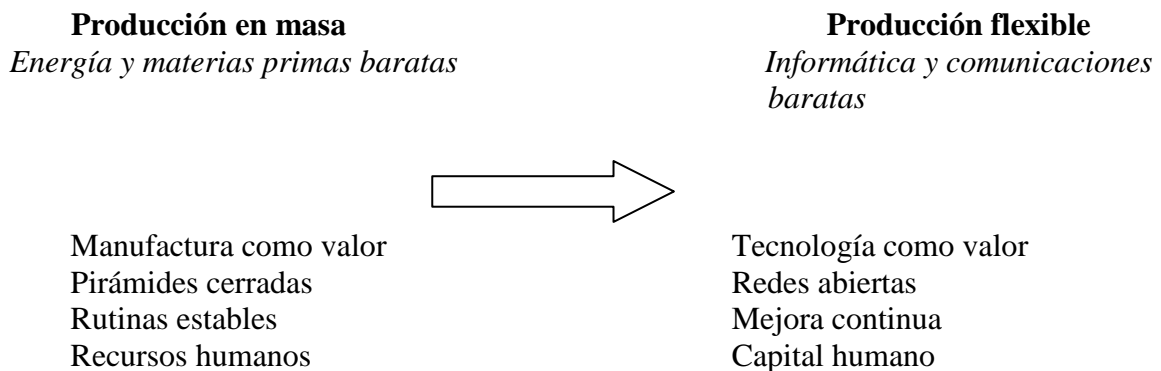 Producción en masa
Energía y materias primas baratas
Producción flexible
Informática y comunicaciones
baratas
Manufactura como valor
Pirámides cerradas
Rutinas estables
Recursos humanos
Tecnología como valor
Redes abiertas
Mejora continua
Capital humano